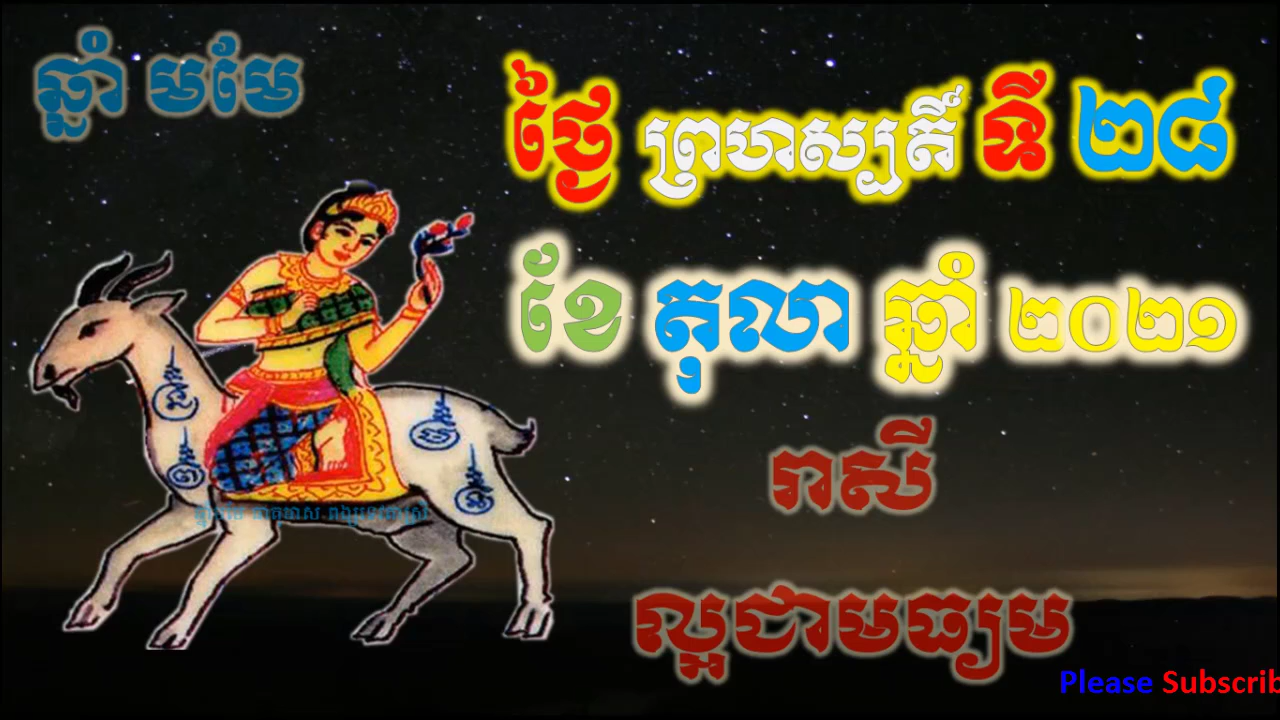 ឆ្នាំ មមែ
ថ្ងៃ ព្រហស្បតិ៍ ទី ២៨
ខែ តុលា ឆ្នាំ ២០២១
រាសី
ល្អជាមធ្យម
Please Subscrib